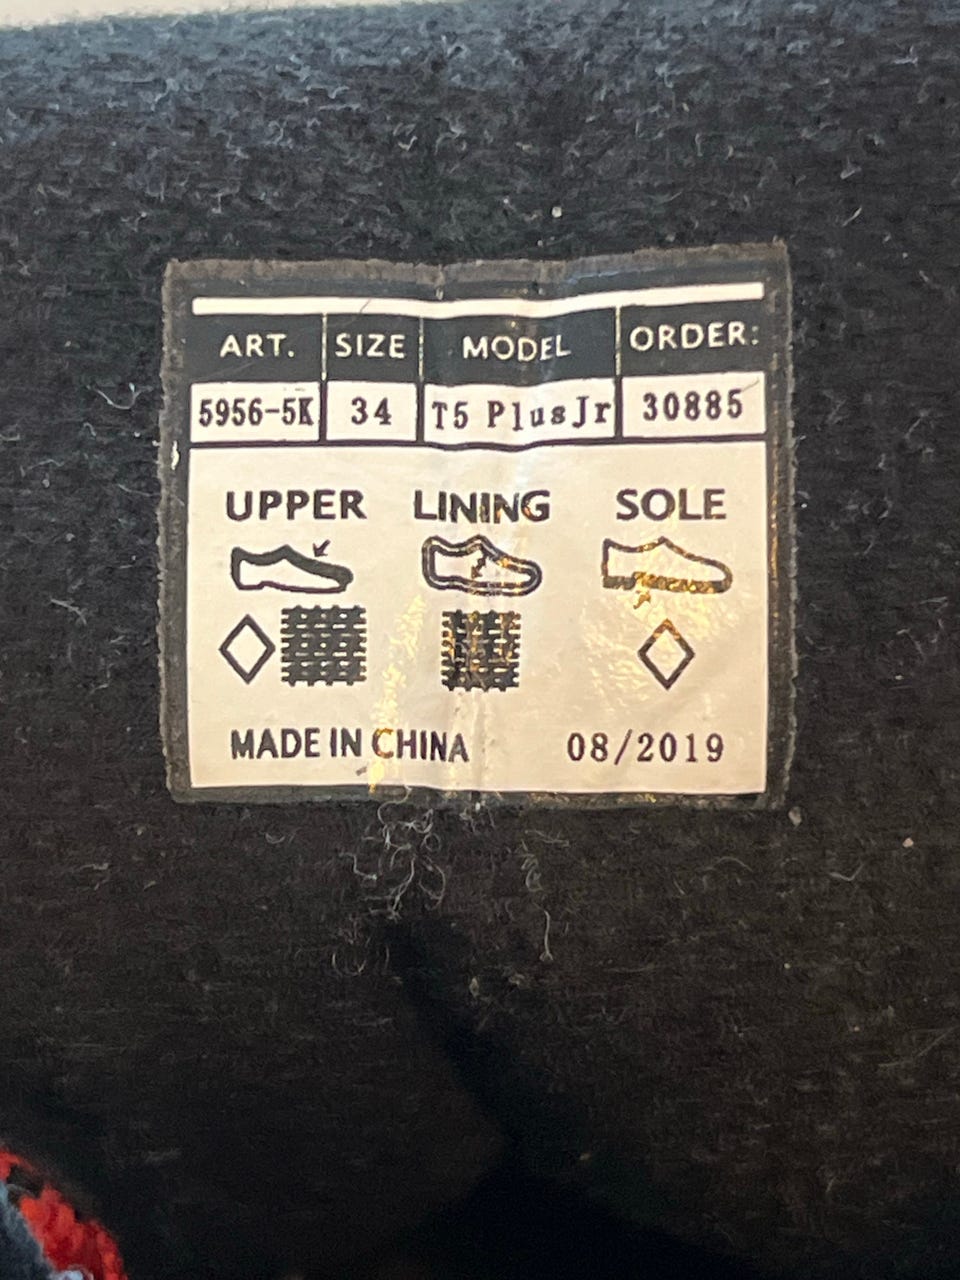 ART. SIZE MODEL ORDER:
5956-5K 34 T5 PlusJr 30885
UPPER LINING SOLE
MADE IN CHINA 08/2019